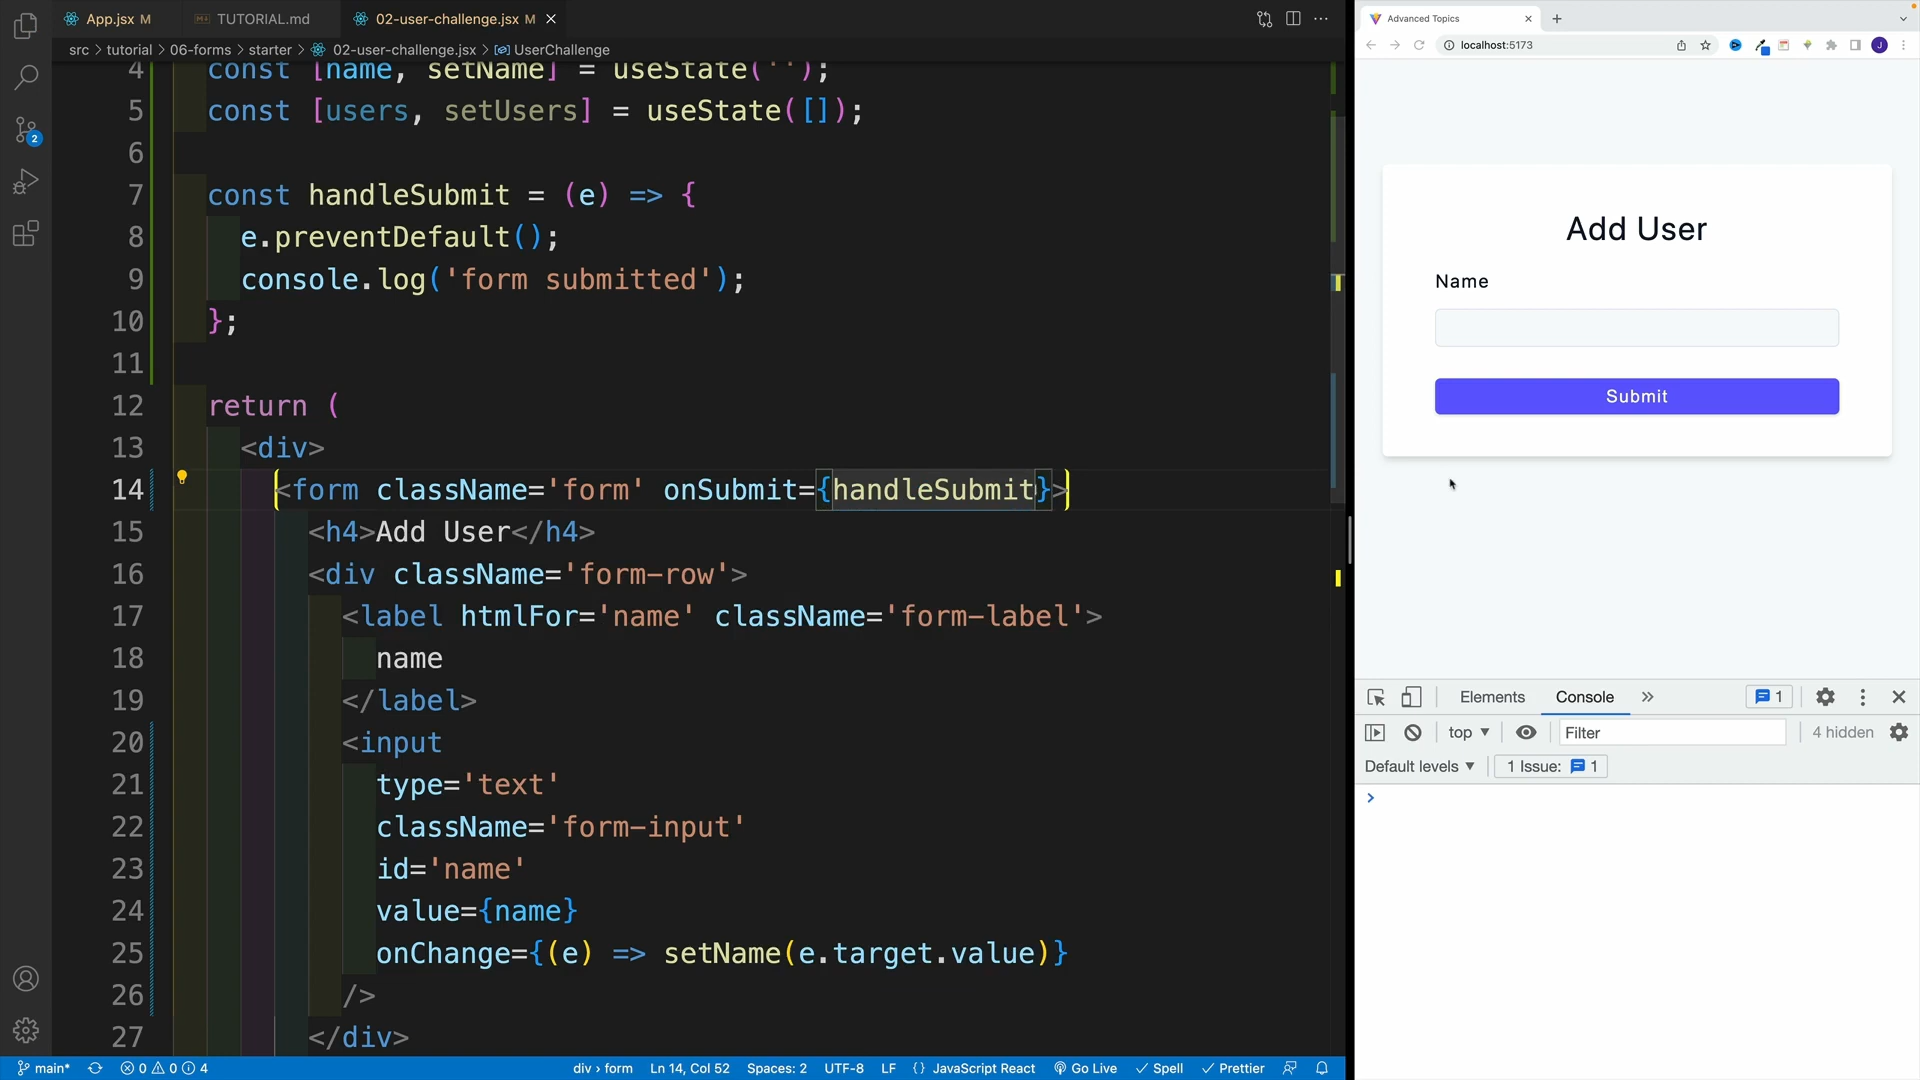 App.jsx M
TUTORIAL.md
02-user-challenge.jsx M
src > tutorial > 06-forms > starter > 02-user-challenge.jsx > UserChallenge
4 const [name, setName] = useState('');
5 const [users, setUsers] = useState([]);
6
7 const handleSubmit = (e) => {
8 e.preventDefault();
9 console.log('form submitted');
10 };
11
12 return (
13 <div>
14 <form className='form' onSubmit={handleSubmit}>
15 <h4>Add User</h4>
16 <div className='form-row'>
17 <label htmlFor='name' className='form-label'>
18 name
19 </label>
20 <input
21 type='text'
22 className='form-input'
23 id='name'
24 value={name}
25 onChange={(e) => setName(e.target.value)}
26 />
27 </div>
2
main* 0 0 4
div › form Ln 14, Col 52 Spaces: 2 UTF-8 LF {} JavaScript React Go Live Spell Prettier
Advanced Topics
localhost:5173
J
Add User
Name
Submit
Elements Console » 1
top Filter 4 hidden
Default levels 1 Issue: 1